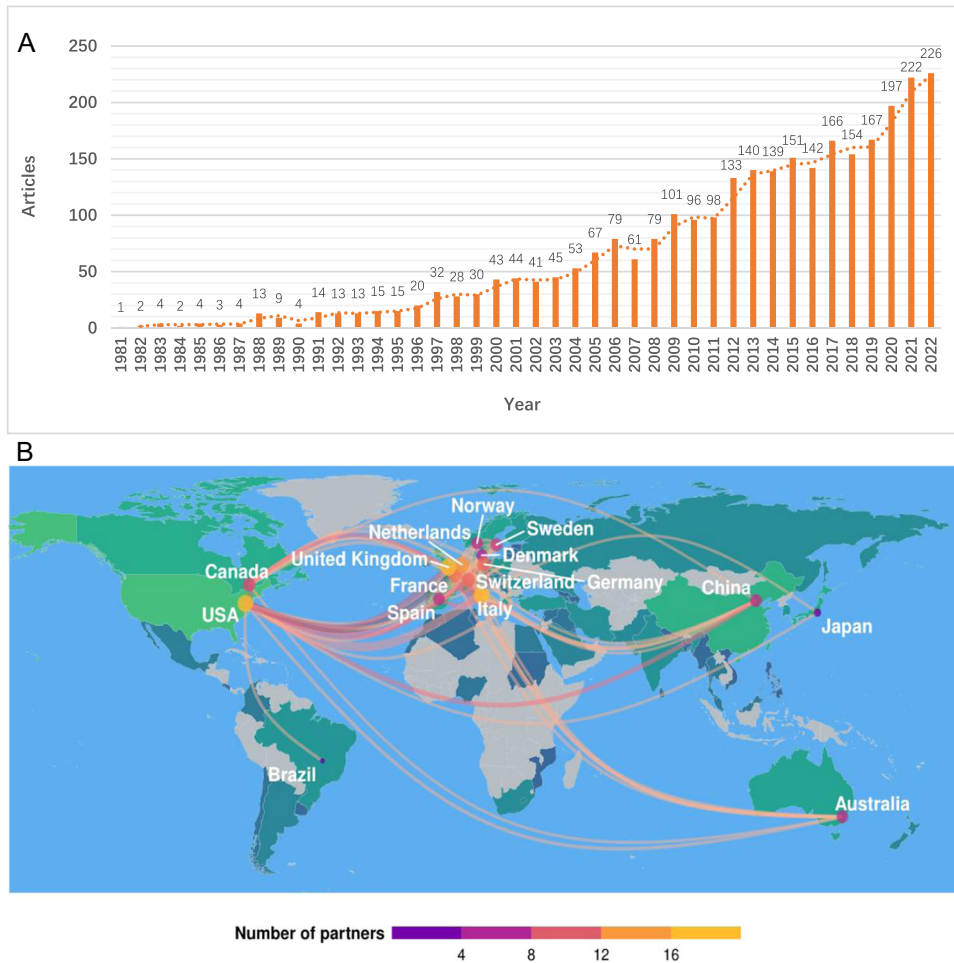 A
250
200
150
100
50
0
Articles
1 2 4 2 4 3 4 13 9 4 14 13 13 15 15 20 32 28 30 43 44 41 45 53 67 79 61 79 101 96 98 133 140 139 151 142 166 154 167 197 222 226
1981 1982 1983 1984 1985 1986 1987 1988 1989 1990 1991 1992 1993 1994 1995 1996 1997 1998 1999 2000 2001 2002 2003 2004 2005 2006 2007 2008 2009 2010 2011 2012 2013 2014 2015 2016 2017 2018 2019 2020 2021 2022
Year
B
Norway
Netherlands
Sweden
United Kingdom
Denmark
Canada
France
Switzerland
Germany
China
USA
Spain
Italy
Japan
Brazil
Australia
Number of partners
4 8 12 16